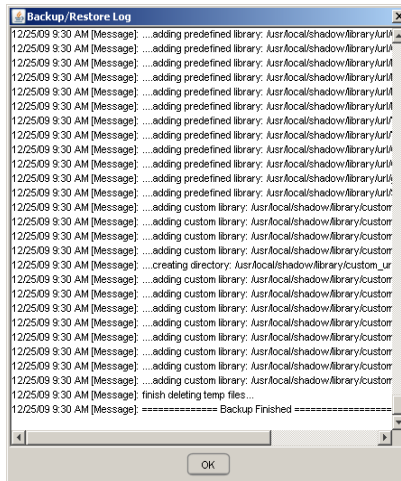 Backup/Restore Log
12/25/09 9:30 AM [Message]: ....adding predefined library: /usr/local/shadow/library/url/
12/25/09 9:30 AM [Message]: ....adding predefined library: /usr/local/shadow/library/url/
12/25/09 9:30 AM [Message]: ....adding predefined library: /usr/local/shadow/library/url/
12/25/09 9:30 AM [Message]: ....adding predefined library: /usr/local/shadow/library/url/
12/25/09 9:30 AM [Message]: ....adding predefined library: /usr/local/shadow/library/url/
12/25/09 9:30 AM [Message]: ....adding predefined library: /usr/local/shadow/library/url/
12/25/09 9:30 AM [Message]: ....adding predefined library: /usr/local/shadow/library/url/
12/25/09 9:30 AM [Message]: ....adding predefined library: /usr/local/shadow/library/url/
12/25/09 9:30 AM [Message]: ....adding predefined library: /usr/local/shadow/library/url/
12/25/09 9:30 AM [Message]: ....adding predefined library: /usr/local/shadow/library/url/
12/25/09 9:30 AM [Message]: ....adding predefined library: /usr/local/shadow/library/url/
12/25/09 9:30 AM [Message]: ....adding predefined library: /usr/local/shadow/library/url/
12/25/09 9:30 AM [Message]: ....adding predefined library: /usr/local/shadow/library/url/
12/25/09 9:30 AM [Message]: ....adding predefined library: /usr/local/shadow/library/url/
12/25/09 9:30 AM [Message]: ....adding custom library: /usr/local/shadow/library/custom
12/25/09 9:30 AM [Message]: ....adding custom library: /usr/local/shadow/library/custom
12/25/09 9:30 AM [Message]: ....creating directory: /usr/local/shadow/library/custom_ur
12/25/09 9:30 AM [Message]: ....adding custom library: /usr/local/shadow/library/custom
12/25/09 9:30 AM [Message]: ....adding custom library: /usr/local/shadow/library/custom
12/25/09 9:30 AM [Message]: ....adding custom library: /usr/local/shadow/library/custom
12/25/09 9:30 AM [Message]: ....adding custom library: /usr/local/shadow/library/custom
12/25/09 9:30 AM [Message]: ....adding custom library: /usr/local/shadow/library/custom
12/25/09 9:30 AM [Message]: ....adding custom library: /usr/local/shadow/library/custom
12/25/09 9:30 AM [Message]: ....adding custom library: /usr/local/shadow/library/custom
12/25/09 9:30 AM [Message]: finish deleting temp files...
12/25/09 9:30 AM [Message]: ============== Backup Finished ==================
OK